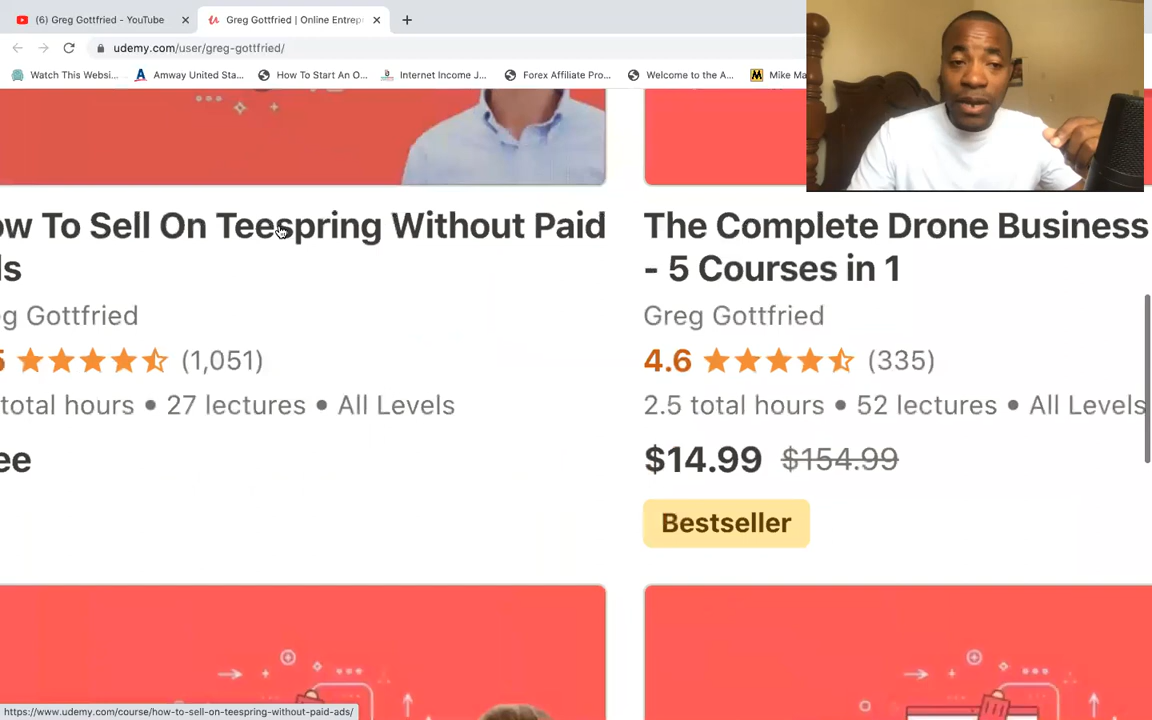 (6) Greg Gottfried - YouTube
Greg Gottfried | Online Entrep
udemy.com/user/greg-gottfried/
Watch This Websi...
Amway United Sta...
How To Start An O...
Internet Income J...
Forex Affiliate Pro...
Welcome to the A...
Mike Ma
ow To Sell On Teespring Without Paid
ls
eg Gottfried
5 (1,051)
total hours • 27 lectures • All Levels
ee
The Complete Drone Business
- 5 Courses in 1
Greg Gottfried
4.6 (335)
2.5 total hours • 52 lectures • All Levels
$14.99 $154.99
Bestseller
https://www.udemy.com/course/how-to-sell-on-teespring-without-paid-ads/